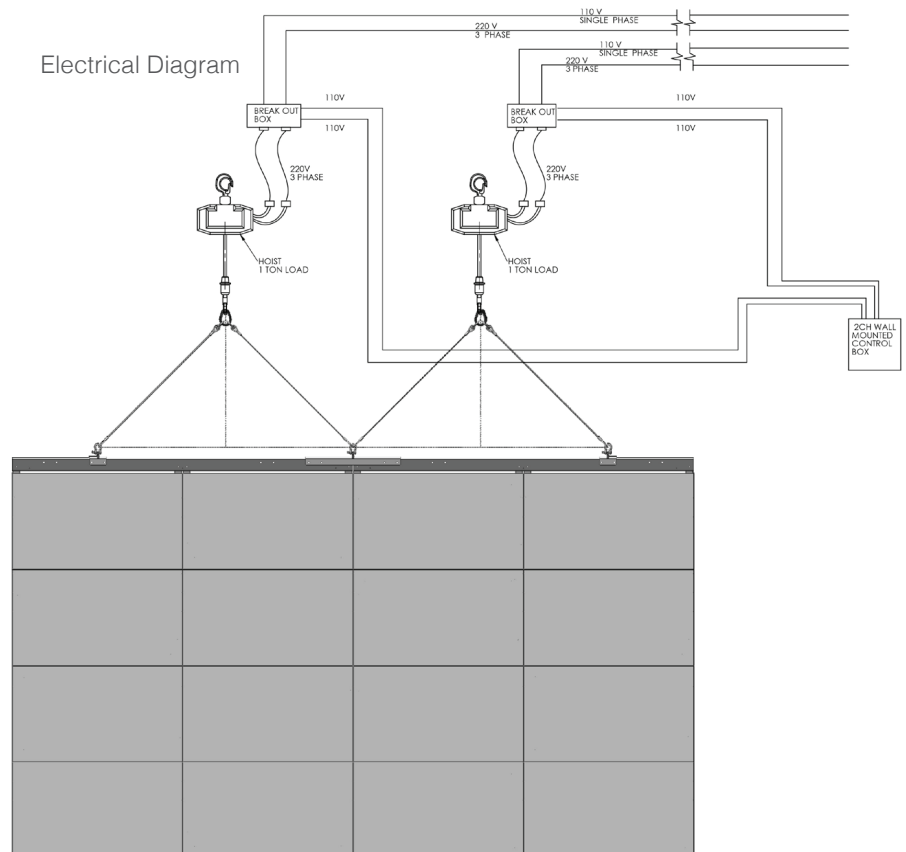 110 V
SINGLE PHASE
220 V
3 PHASE
110 V
SINGLE PHASE
220 V
3 PHASE
Electrical Diagram
BREAK OUT
BOX
110V
110V
BREAK OUT
BOX
110V
110V
220V
3 PHASE
220V
3 PHASE
HOIST
1 TON LOAD
HOIST
1 TON LOAD
2CH WALL
MOUNTED
CONTROL
BOX